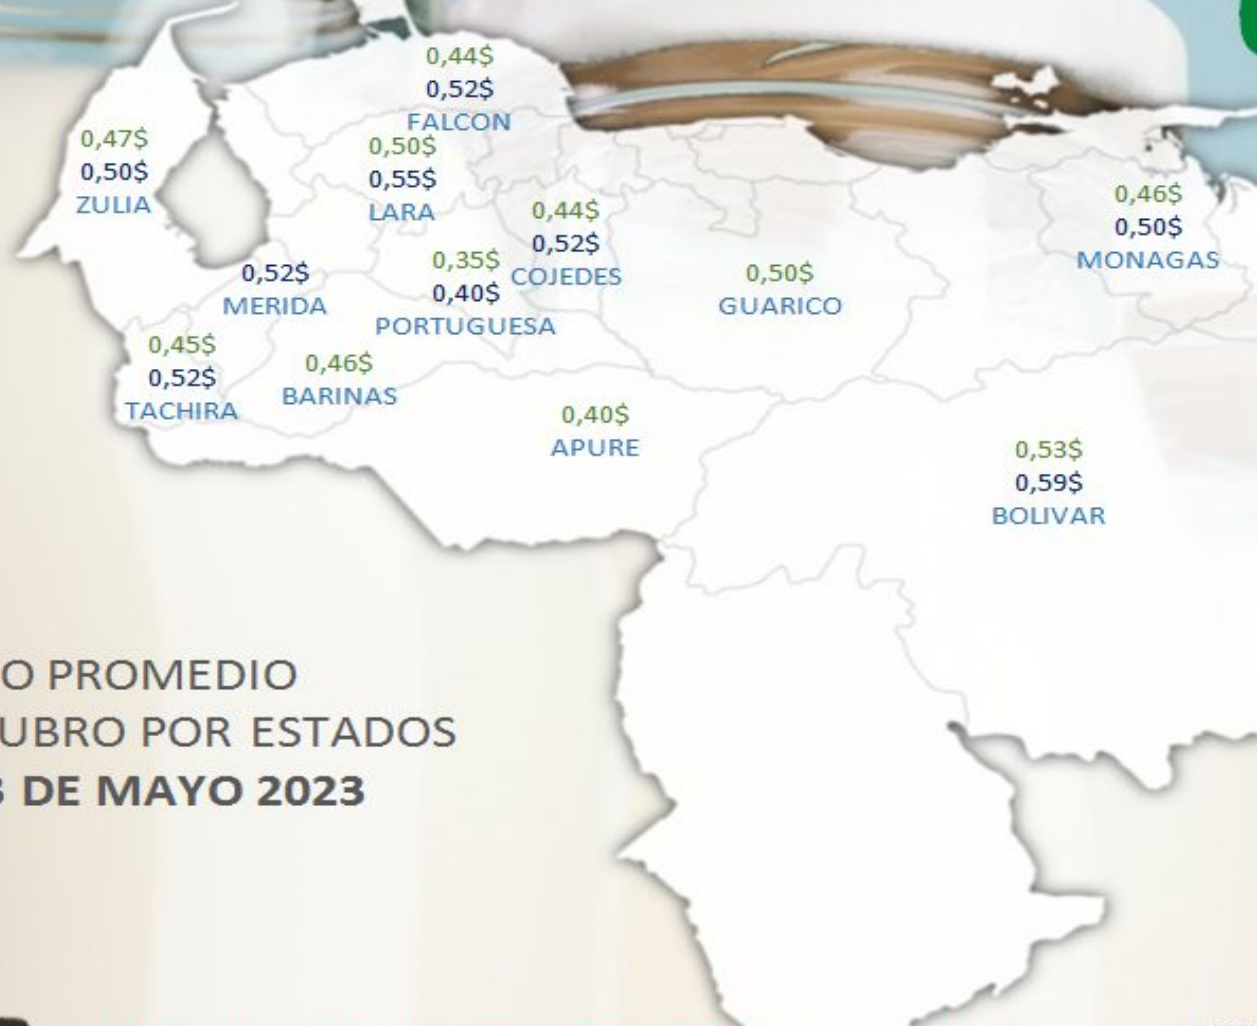 0,44$
0,52$
FALCON
0,47$
0,50$
ZULIA
0,50$
0,55$
LARA
0,44$
0,52$
COJEDES
0,46$
0,50$
MONAGAS
0,52$
MERIDA
0,35$
0,40$
PORTUGUESA
0,50$
GUARICO
0,45$
0,52$
TACHIRA
0,46$
BARINAS
0,40$
APURE
0,53$
0,59$
BOLIVAR
O PROMEDIO
UBRO POR ESTADOS
DE MAYO 2023